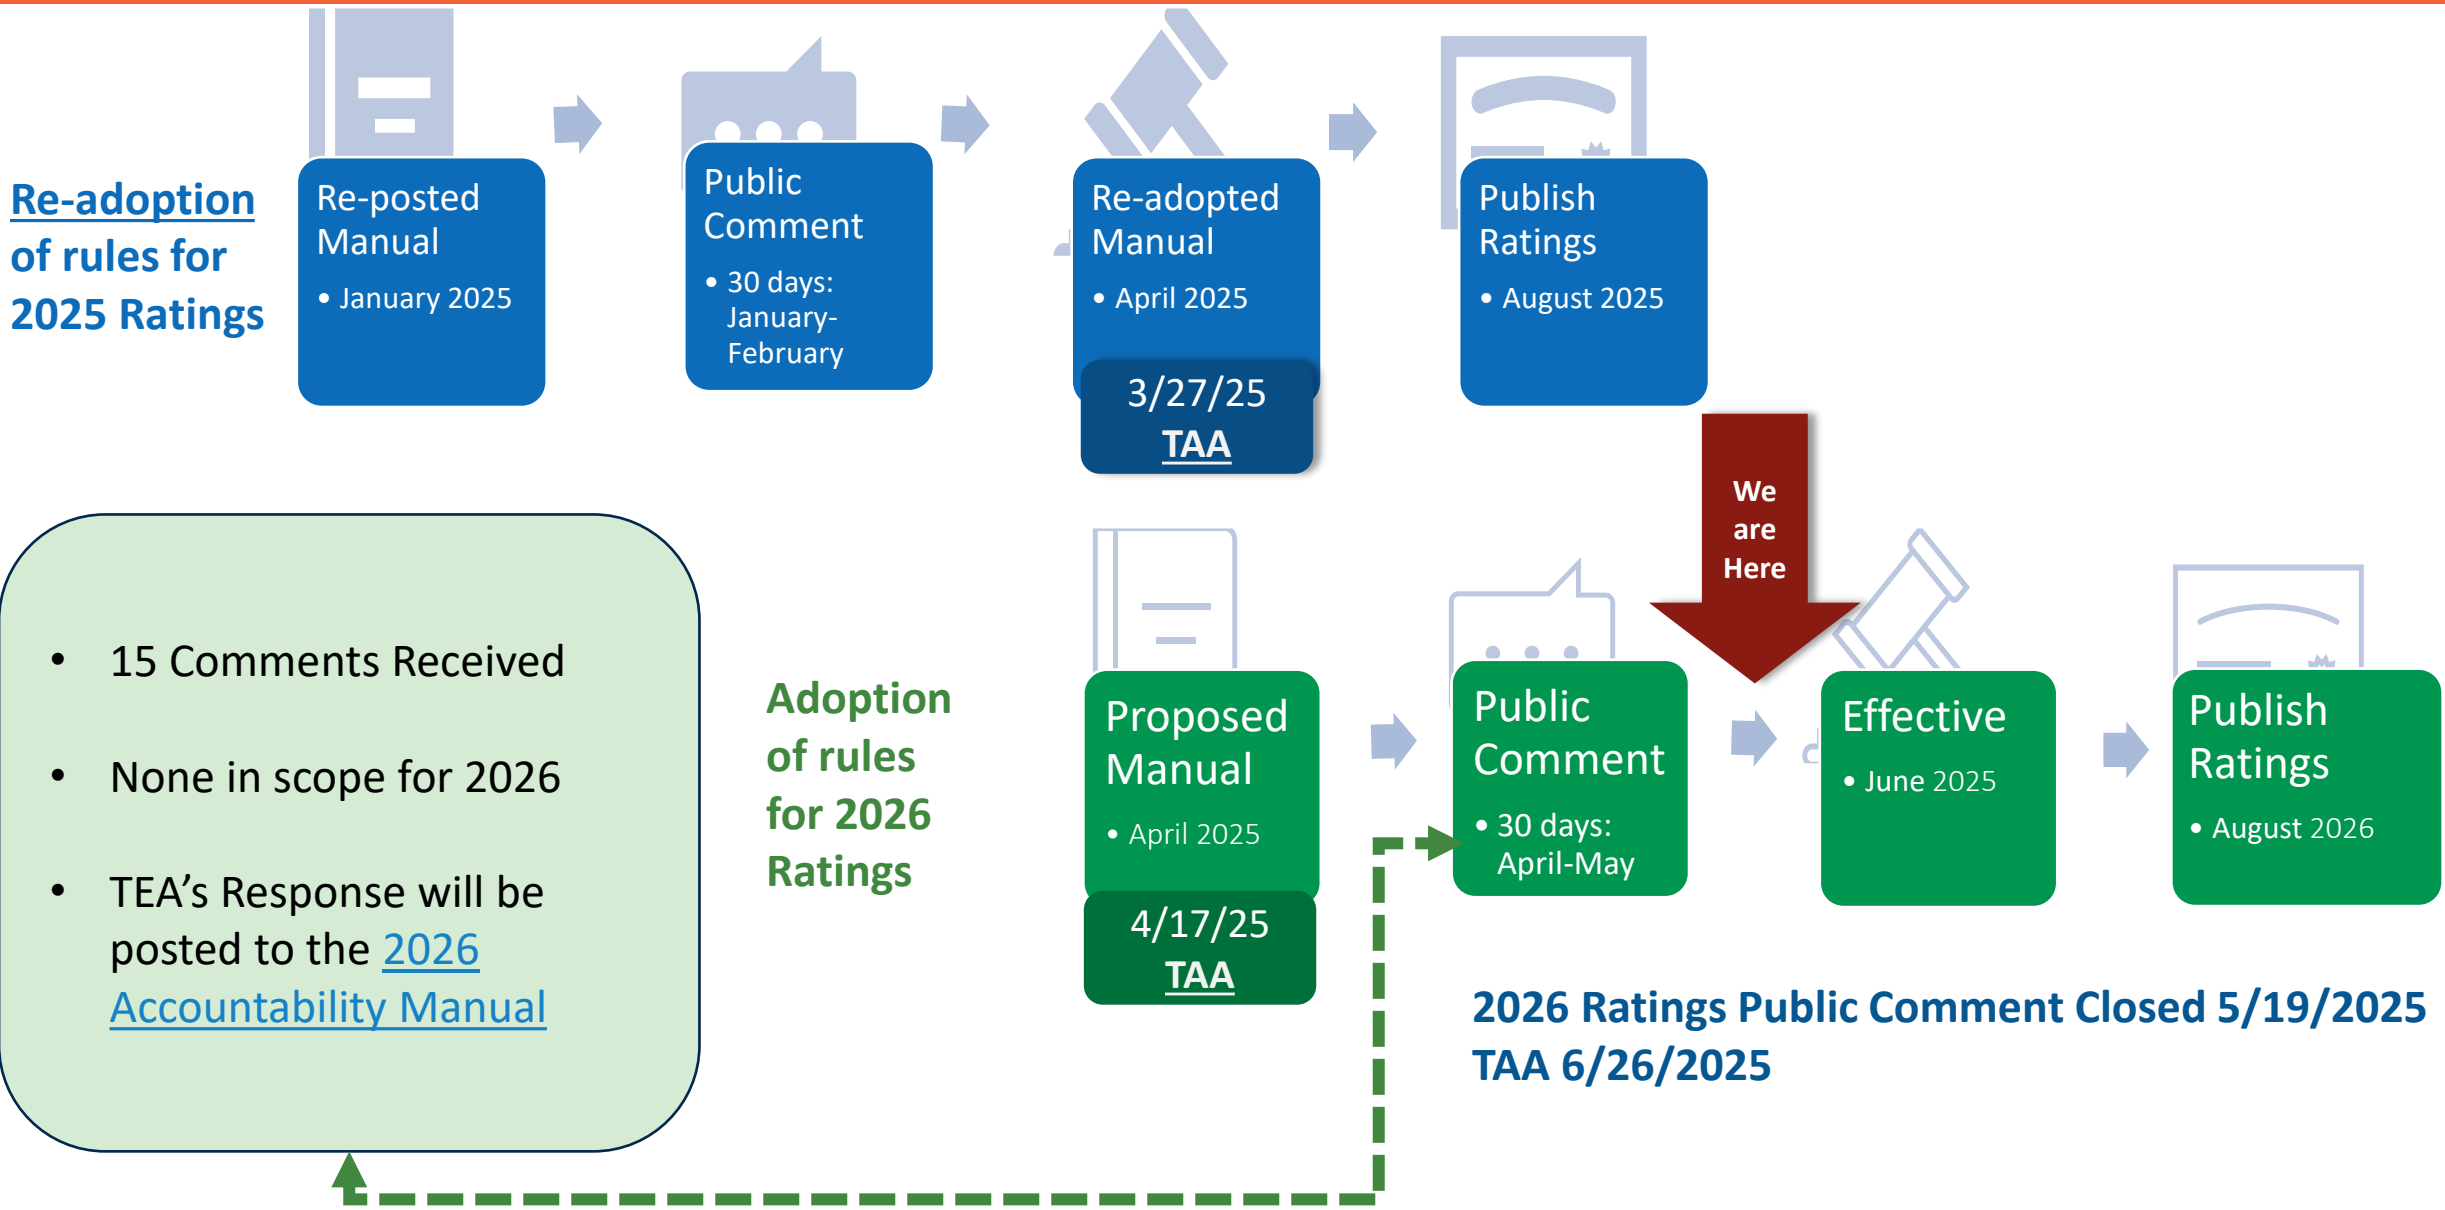 Re-adoption
of rules for
2025 Ratings
Re-posted
Manual
• January 2025
Public
Comment
• 30 days:
January-
February
Re-adopted
Manual
• April 2025
3/27/25
TAA
Publish
Ratings
• August 2025
We
are
Here
• 15 Comments Received
• None in scope for 2026
• TEA’s Response will be
posted to the 2026
Accountability Manual
Adoption
of rules
for 2026
Ratings
Proposed
Manual
• April 2025
4/17/25
TAA
Public
Comment
• 30 days:
April-May
Effective
• June 2025
Publish
Ratings
• August 2026
2026 Ratings Public Comment Closed 5/19/2025
TAA 6/26/2025